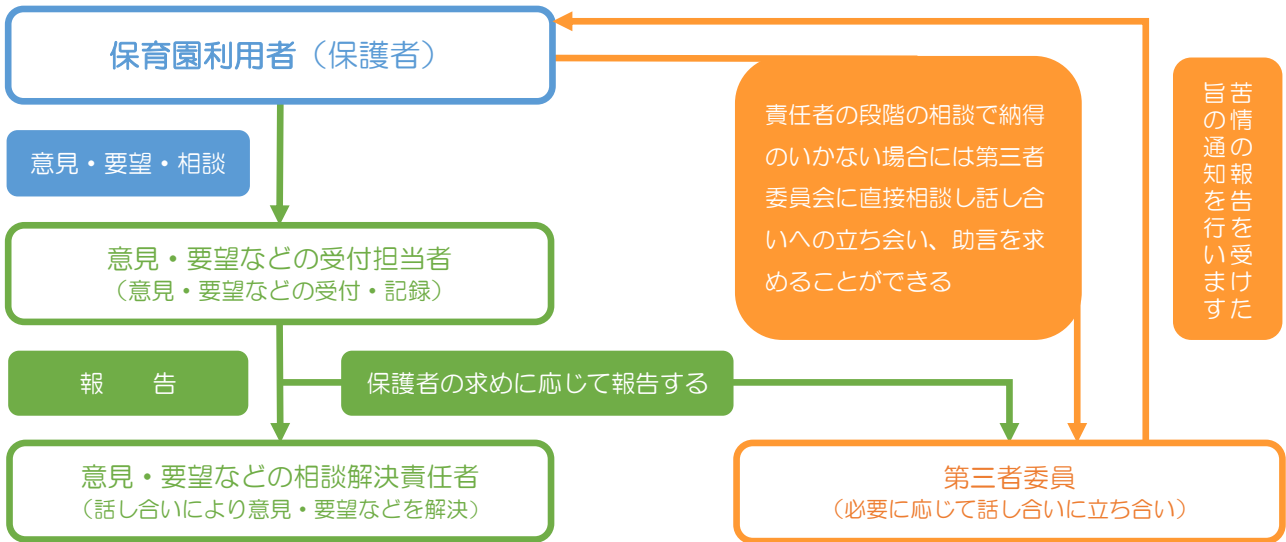 保育園利用者（保護者）
意見・要望・相談
責任者の段階の相談で納得
のいかない場合には第三者
委員会に直接相談し話し合
いへの立ち会い、助言を求
めることができる
苦情の報告を受けた
旨の通知を行います
意見・要望などの受付担当者
（意見・要望などの受付・記録）
報　　告
保護者の求めに応じて報告する
意見・要望などの相談解決責任者
（話し合いにより意見・要望などを解決）
第三者委員
（必要に応じて話し合いに立ち合い）